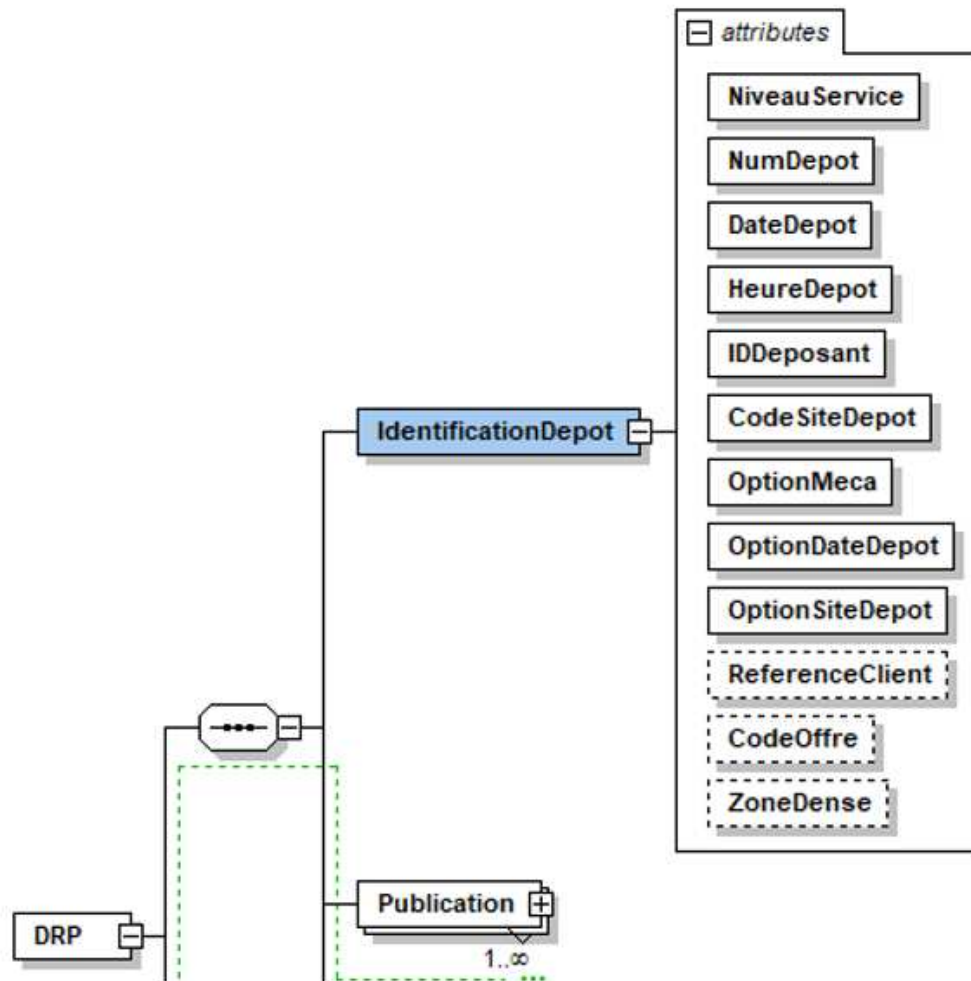 attributes
NiveauService
NumDepot
DateDepot
HeureDepot
IDDeposant
IdentificationDepot
CodeSiteDepot
OptionMeca
OptionDateDepot
OptionSiteDepot
ReferenceClient
CodeOffre
ZoneDense
Publication
DRP
1..∞